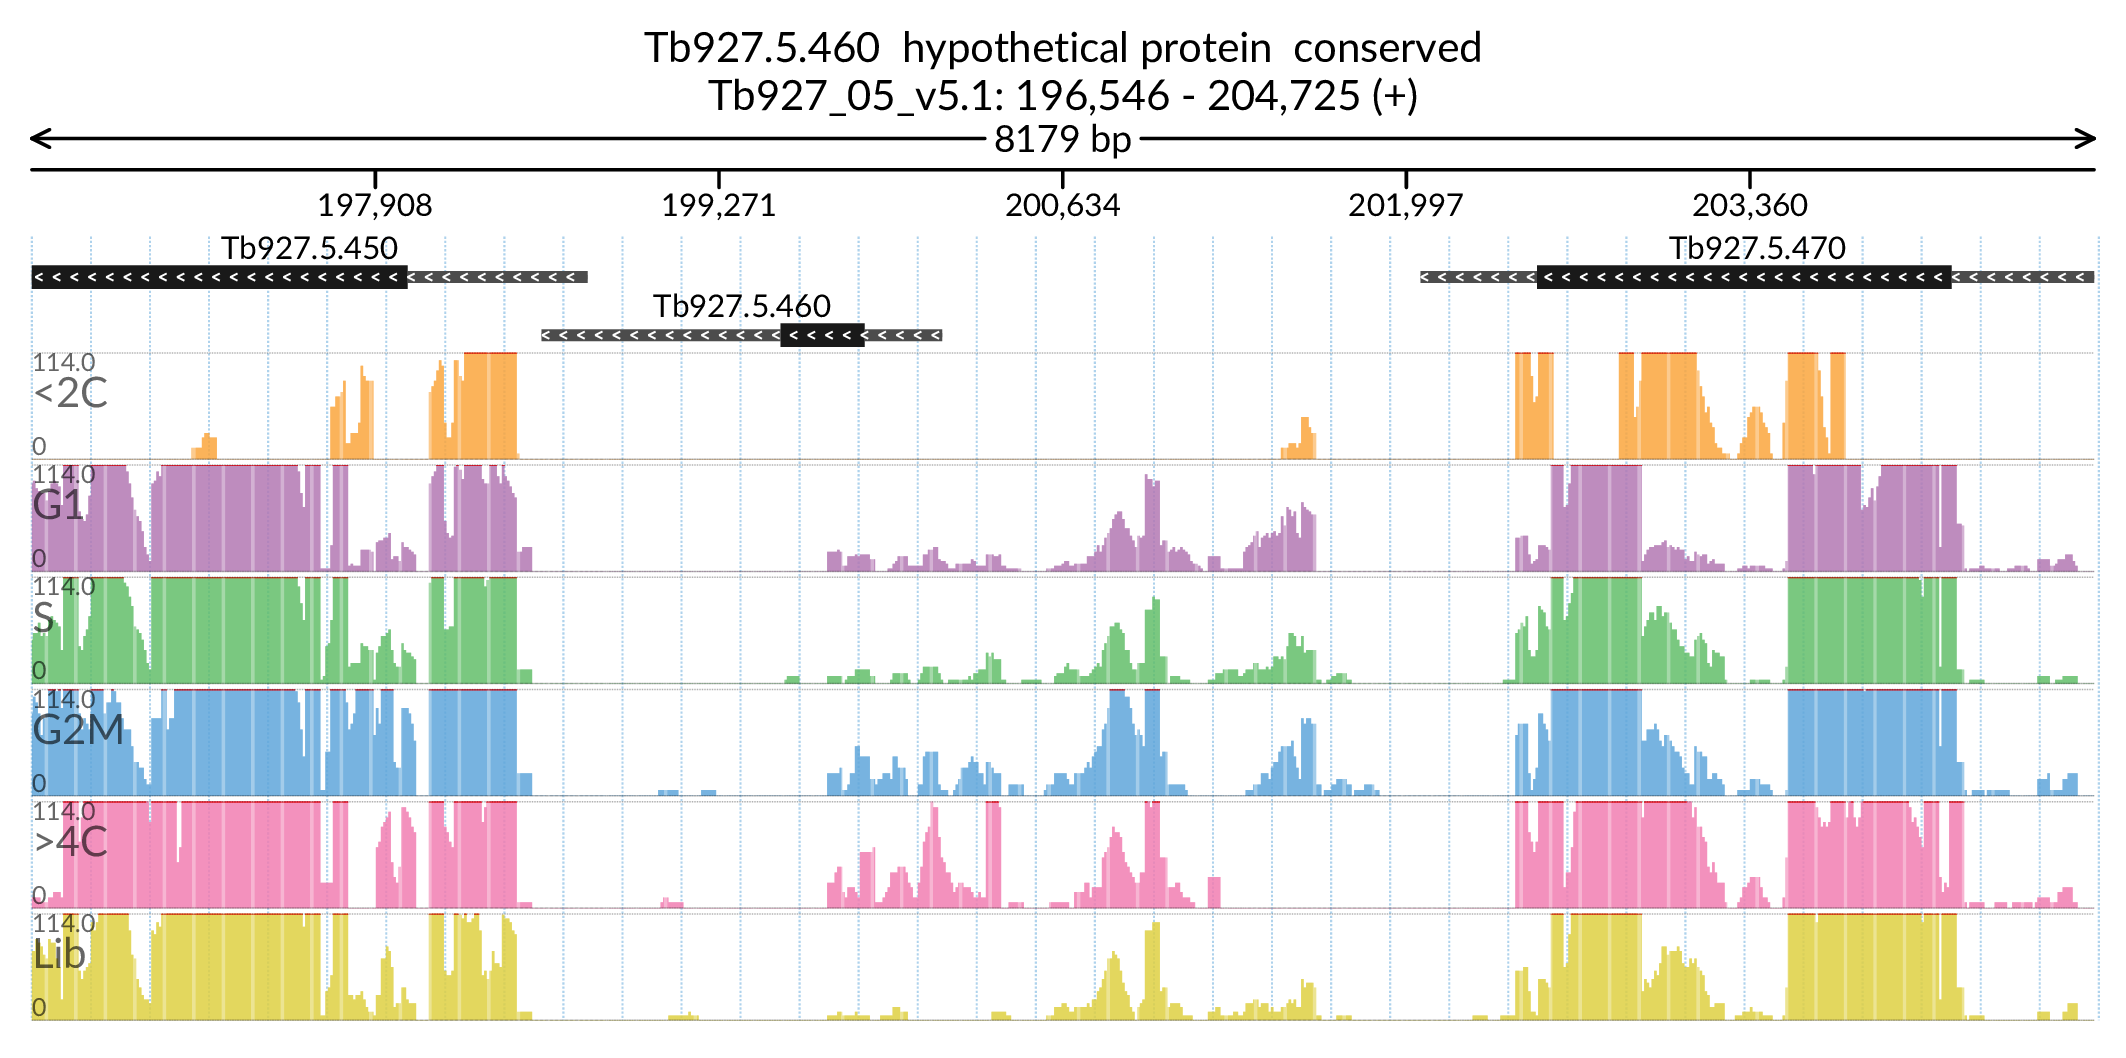 Tb927.5.460  hypothetical protein  conserved
Tb927_05_v5.1: 196,546 - 204,725 (+)
8179 bp
197,908 199,271 200,634 201,997 203,360
Tb927.5.450 Tb927.5.470
Tb927.5.460
114.0
<2C
0
114.0
G1
0
114.0
S
0
114.0
G2M
0
114.0
>4C
0
114.0
Lib
0